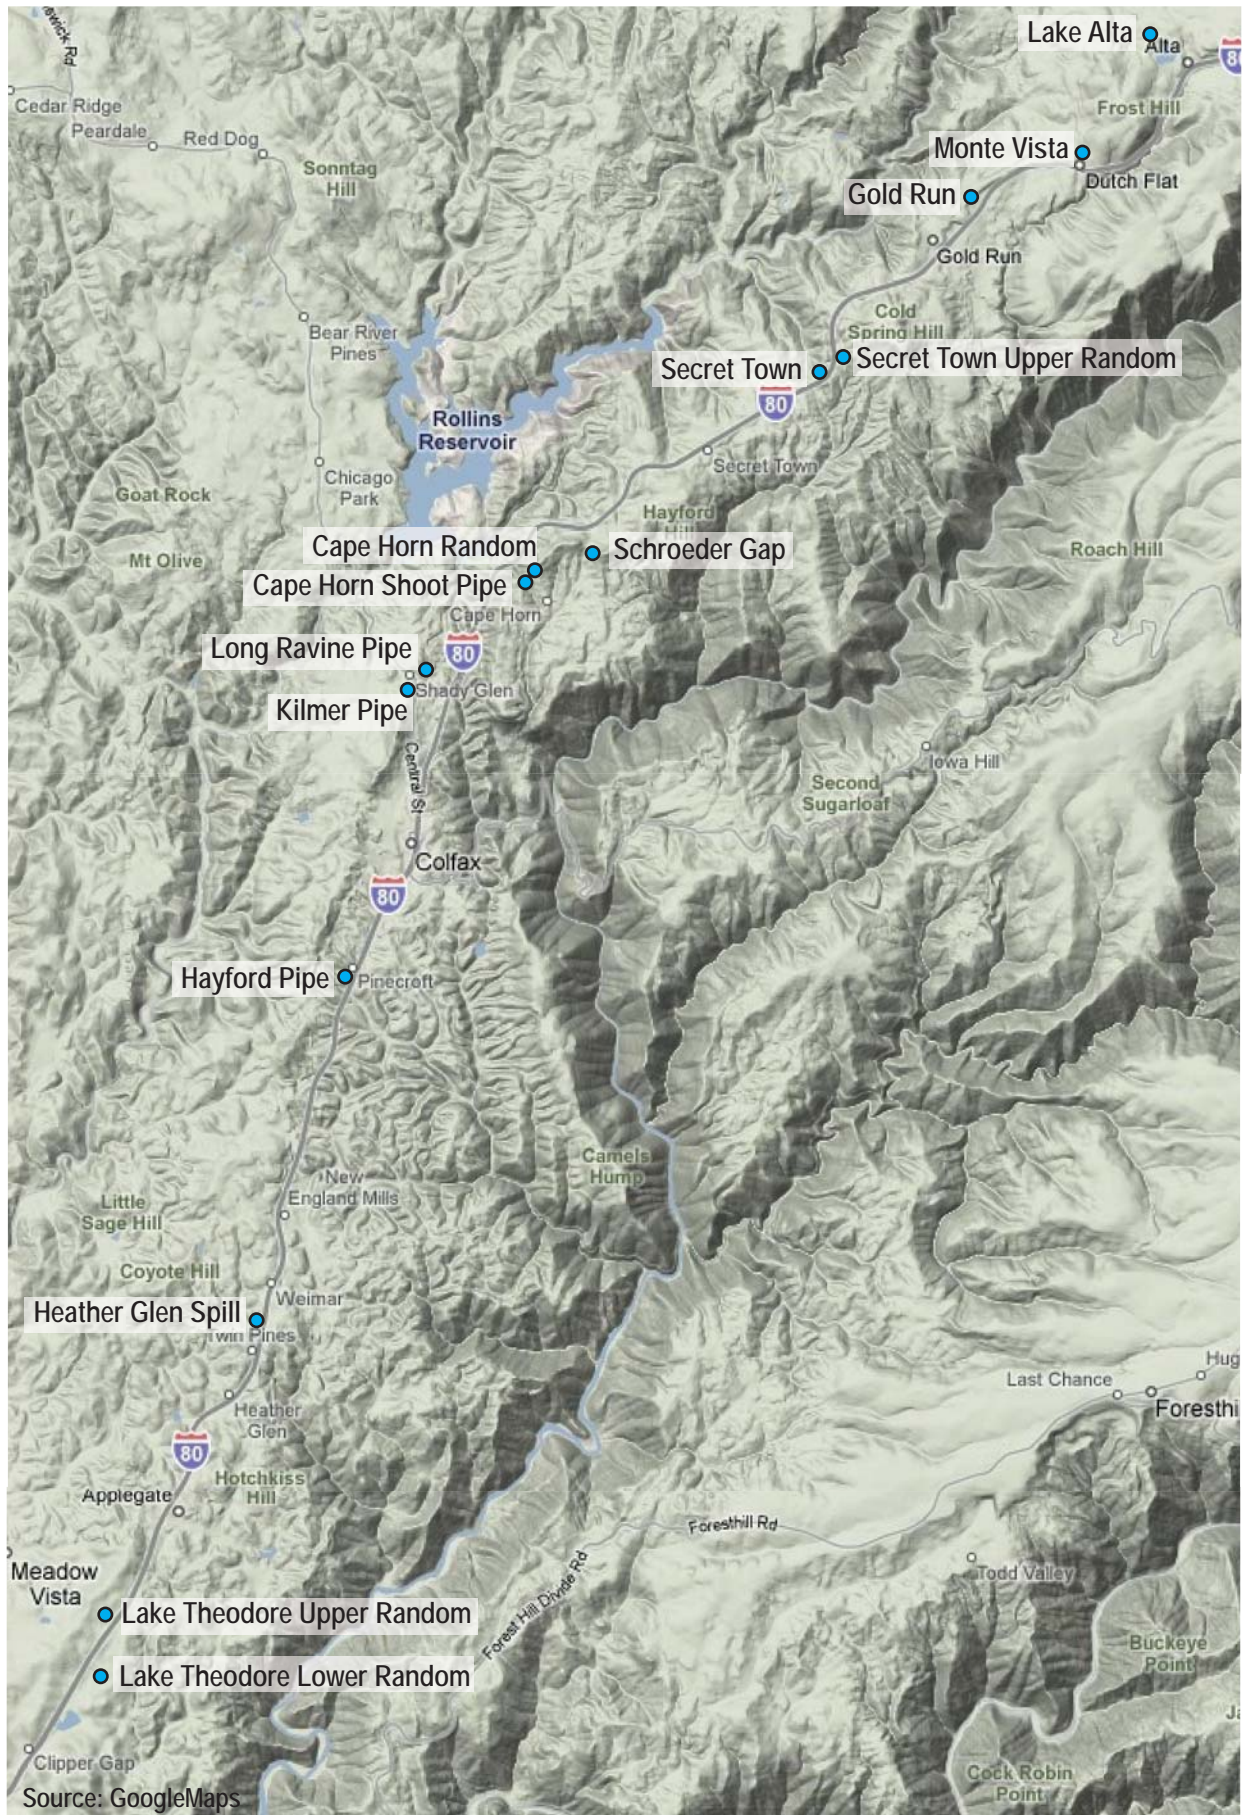 Lake Alta
Alta
80
Cedar Ridge
Peardale
Red Dog
Frost Hill
Sonntag
Hill
Monte Vista
Dutch Flat
Gold Run
Gold Run
Bear River
Pines
Cold
Spring Hill
Secret Town
Secret Town Upper Random
80
Rollins
Reservoir
Secret Town
Chicago
Park
Goat Rock
Hayford
Mt Olive
Cape Horn Random
Schroeder Gap
Roach Hill
Cape Horn Shoot Pipe
Cape Horn
Long Ravine Pipe
80
Shady Glen
Kilmer Pipe
Central St
Iowa Hill
Second
Sugarloaf
Colfax
80
Hayford Pipe
Pinecroft
Camels
Hump
New
England Mills
Little
Sage Hill
Coyote Hill
Weimar
Heather Glen Spill
Twin Pines
Hug
Last Chance
Foresthi
Heather
Glen
80
Hotchkiss
Hill
Applegate
Foresthill Rd
Forest Hill Divide Rd
Todd Valley
Meadow
Vista
Lake Theodore Upper Random
Buckeye
Point
Lake Theodore Lower Random
Clipper Gap
Cock Robin
Point
Source: GoogleMaps